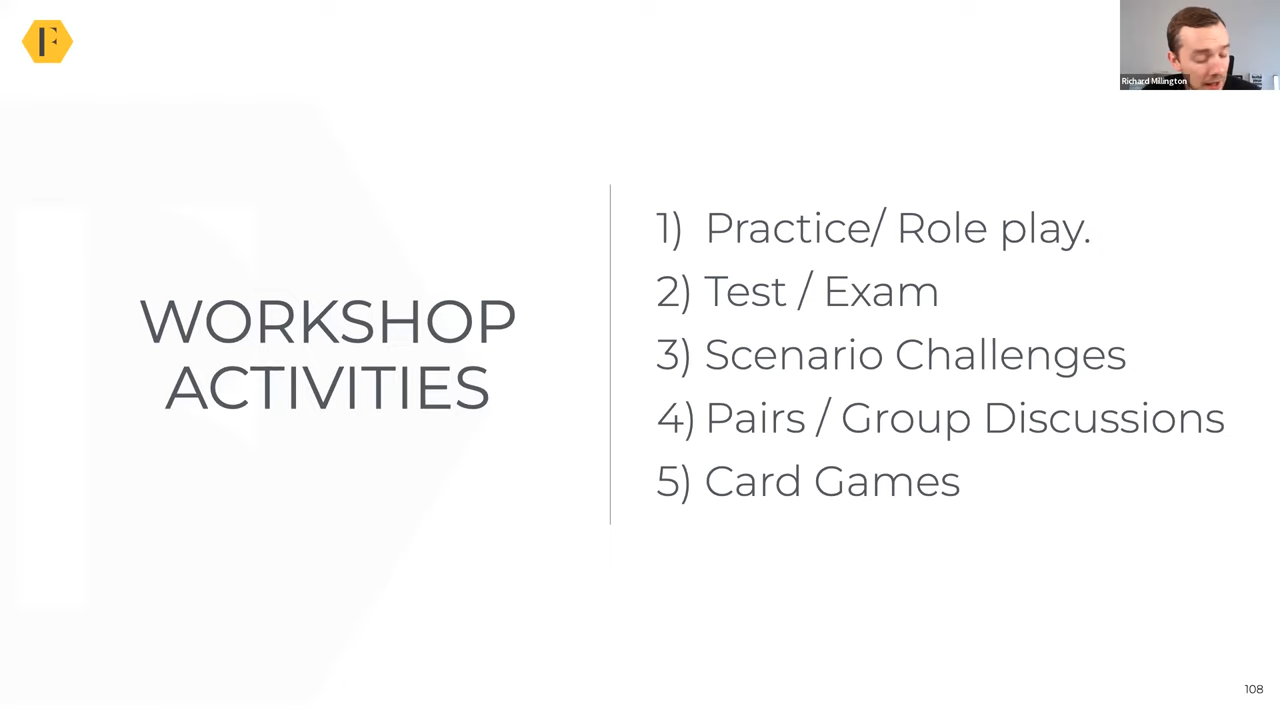 F
Richard Millington
WORKSHOP
ACTIVITIES
1) Practice/ Role play.
2) Test / Exam
3) Scenario Challenges
4) Pairs / Group Discussions
5) Card Games
108